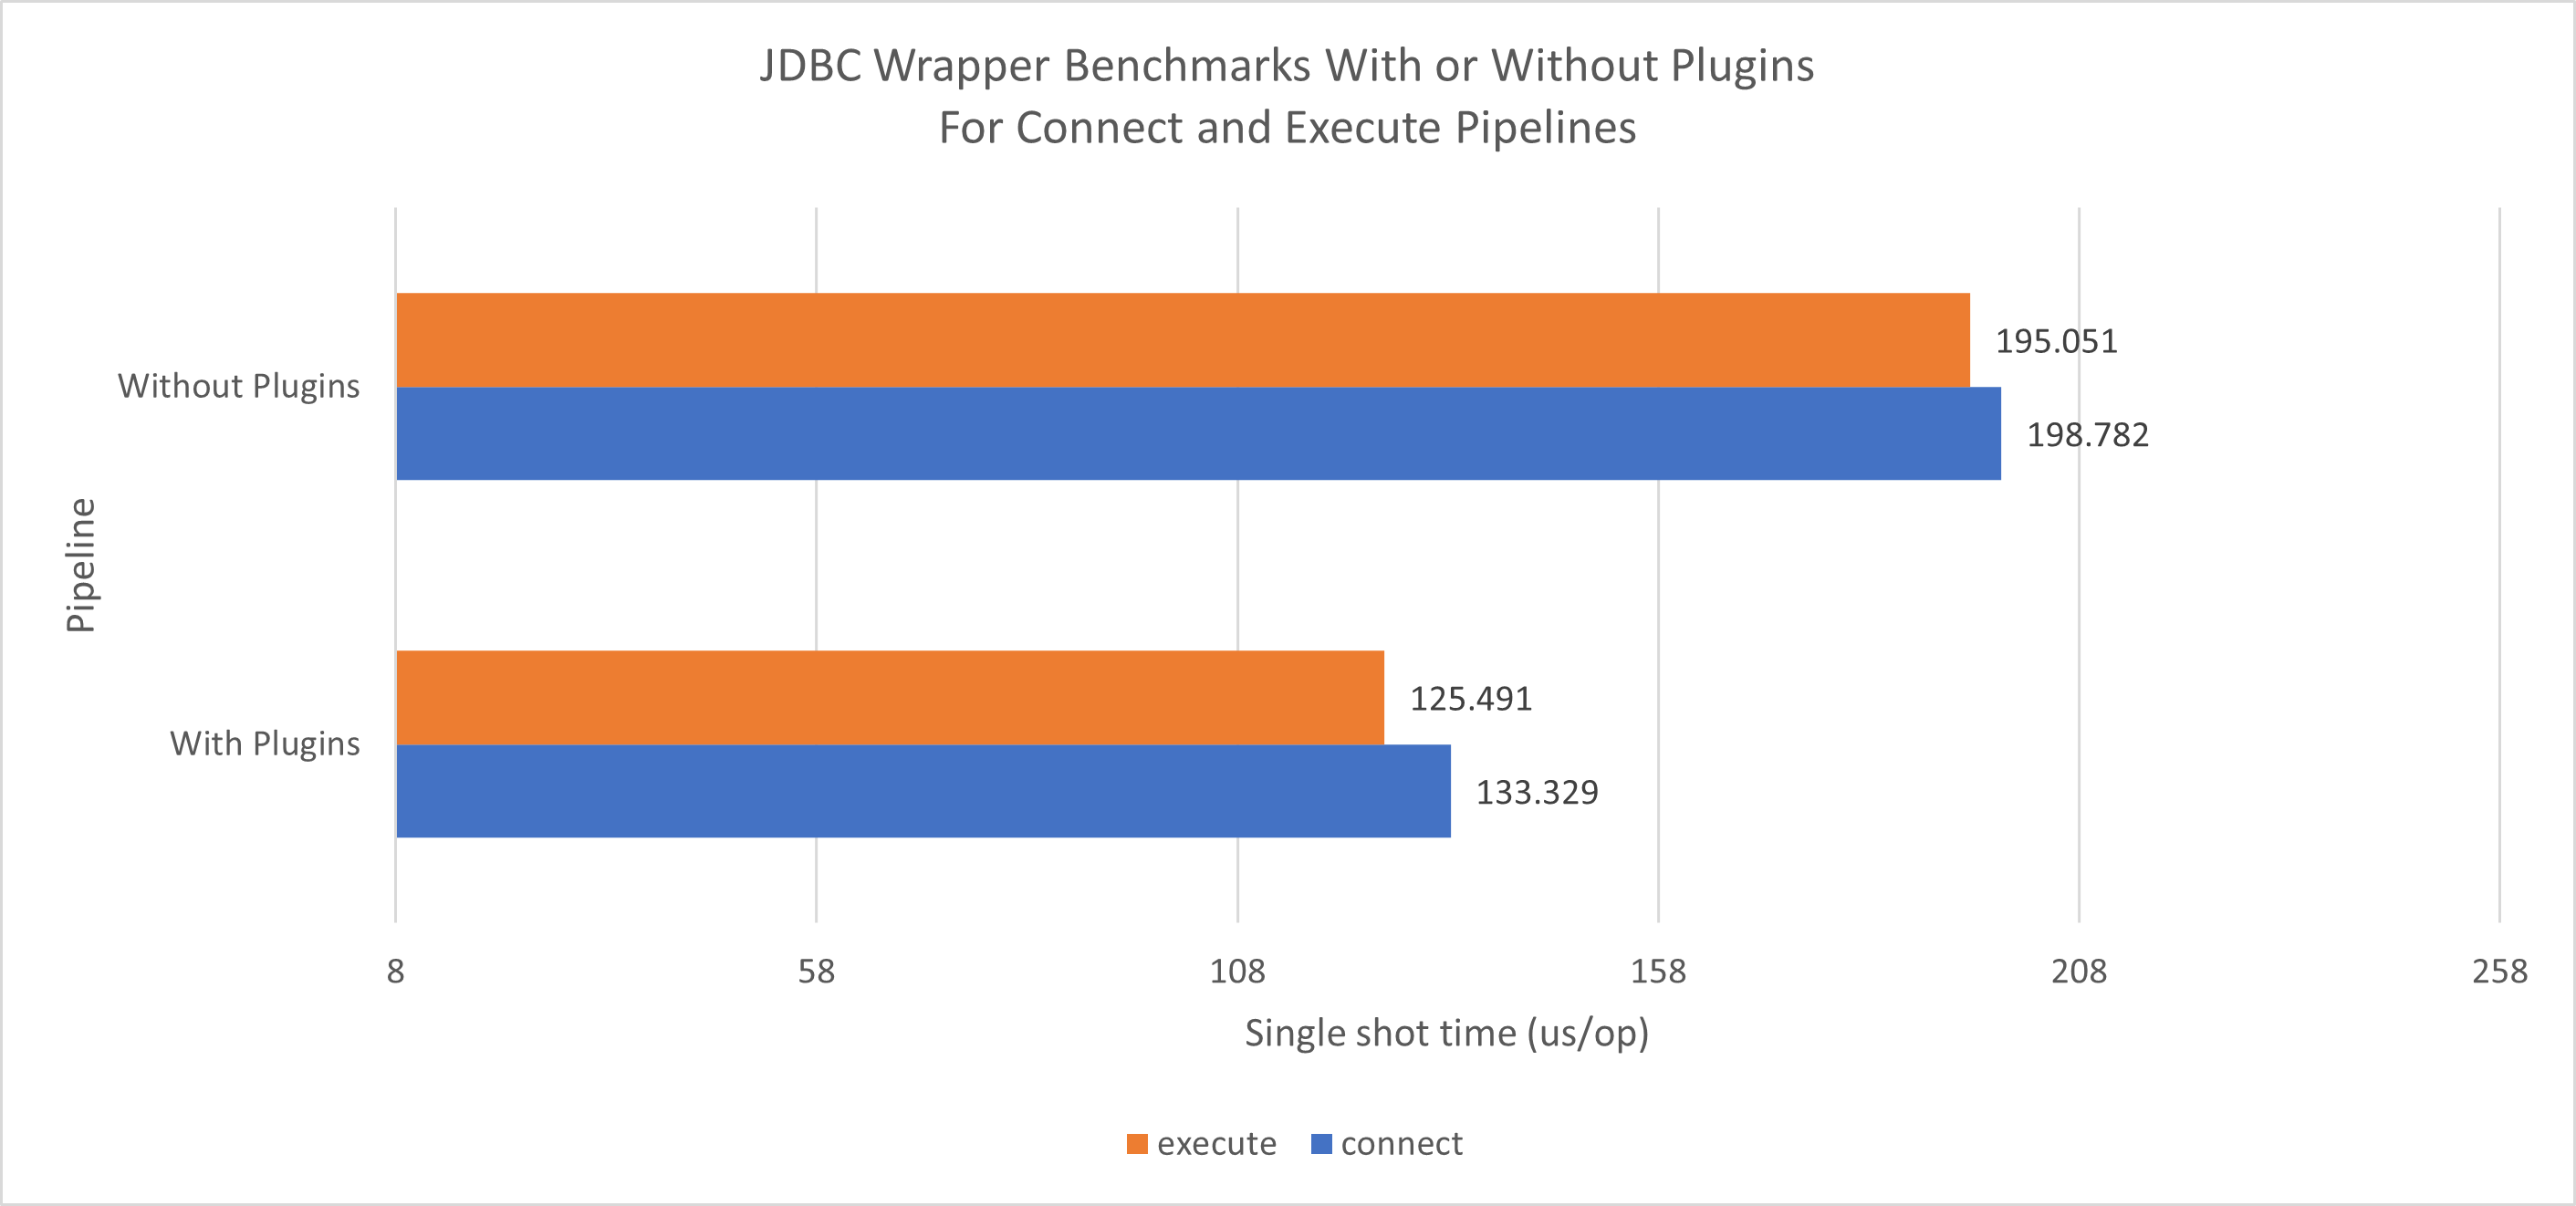 JDBC Wrapper Benchmarks With or Without Plugins
For Connect and Execute Pipelines
195.051
Without Plugins
198.782
Pipeline
125.491
With Plugins
133.329
8 58 108 158 208 258
Single shot time (us/op)
execute connect